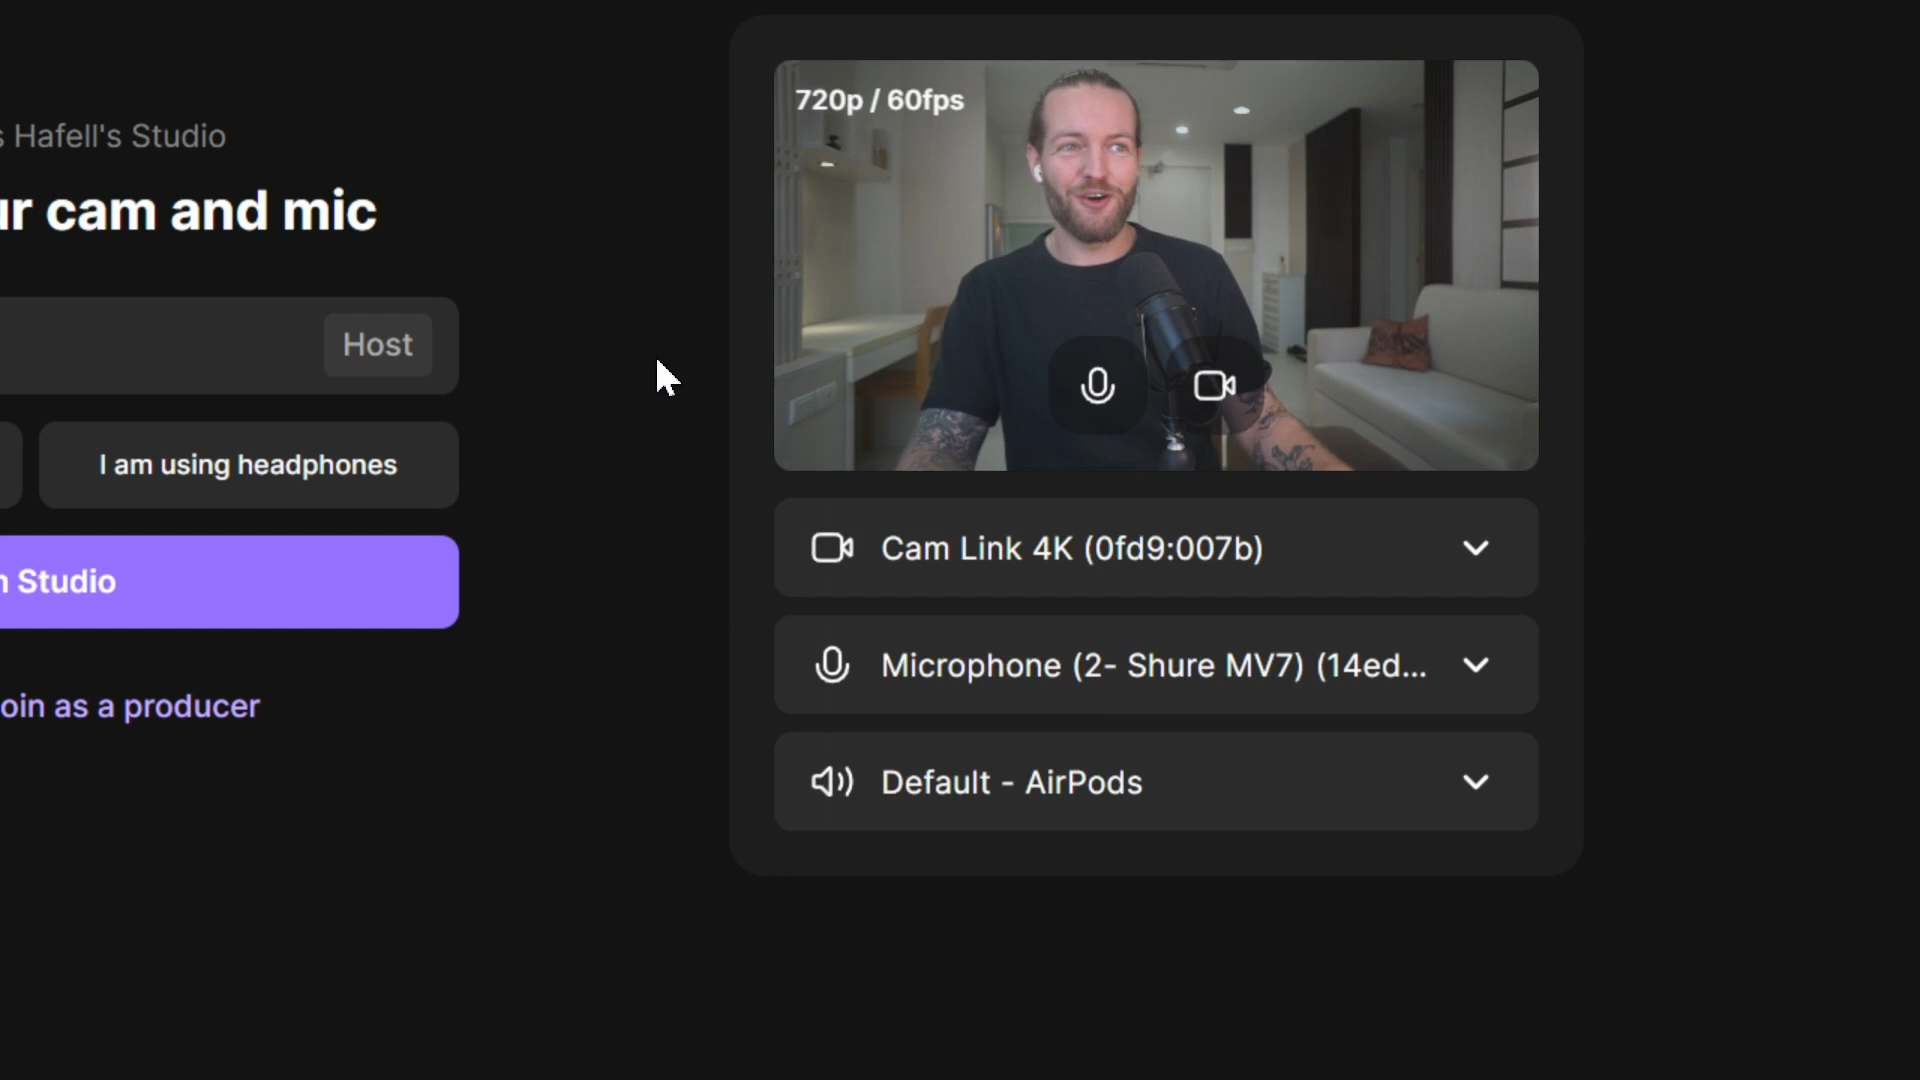 s Hafell's Studio
ur cam and mic
Host
I am using headphones
n Studio
oin as a producer
720p / 60fps
Cam Link 4K (0fd9:007b)
Microphone (2- Shure MV7) (14ed...
Default - AirPods